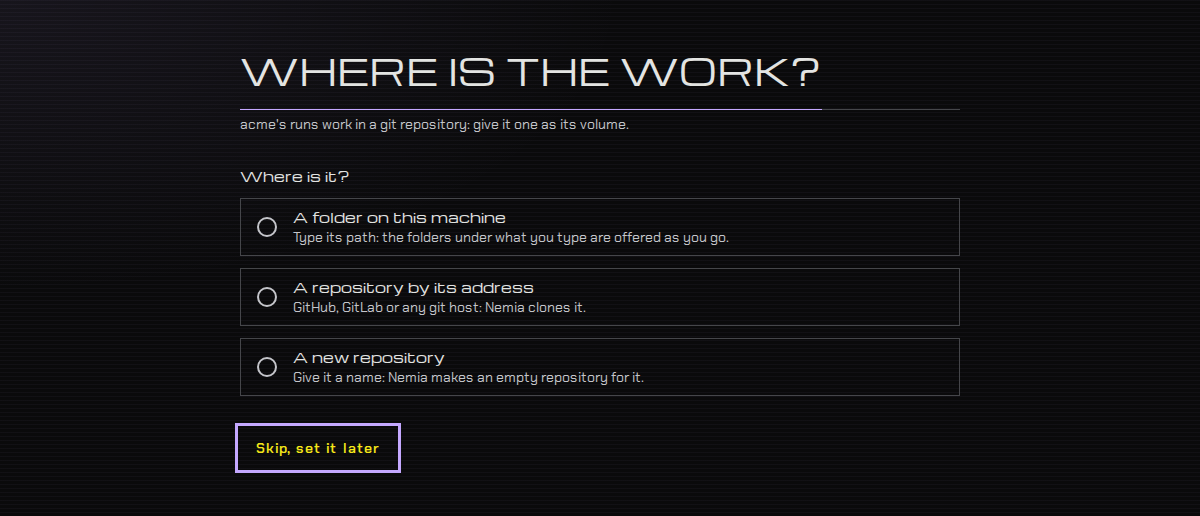 WHERE IS THE WORK?
acme's runs work in a git repository: give it one as its volume.
Where is it?
A folder on this machine
Type its path: the folders under what you type are offered as you go.
A repository by its address
GitHub, GitLab or any git host: Nemia clones it.
A new repository
Give it a name: Nemia makes an empty repository for it.
Skip, set it later